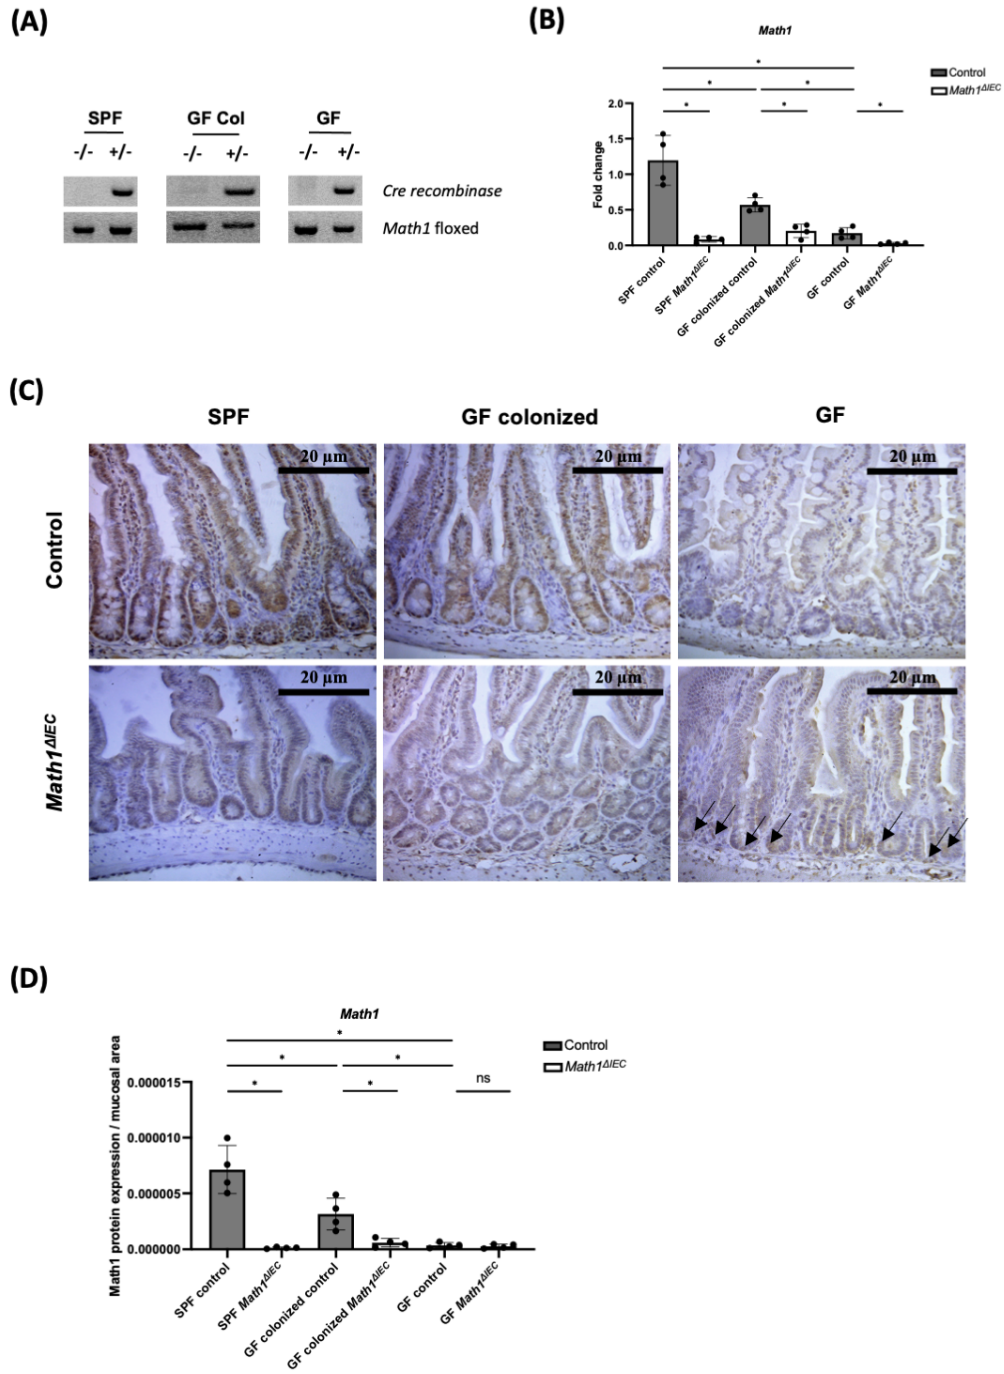 (A)
SPF GF Col GF
-/- +/- -/- +/- -/- +/-
Cre recombinase
Math1 floxed
(B)
Math1
Control
Math1ΔIEC
*
* *
* * *
Fold change
2.0
1.5
1.0
0.5
0.0
SPF control
SPF Math1ΔIEC
GF colonized control
GF colonized Math1ΔIEC
GF control
GF Math1ΔIEC
(C)
SPF GF colonized GF
Control
20 µm 20 µm 20 µm
Math1ΔIEC
20 µm 20 µm 20 µm
(D)
Math1
Control
Math1ΔIEC
*
* *
* * ns
Math1 protein expression / mucosal area
0.000015
0.000010
0.000005
0.000000
SPF control
SPF Math1ΔIEC
GF colonized control
GF colonized Math1ΔIEC
GF control
GF Math1ΔIEC